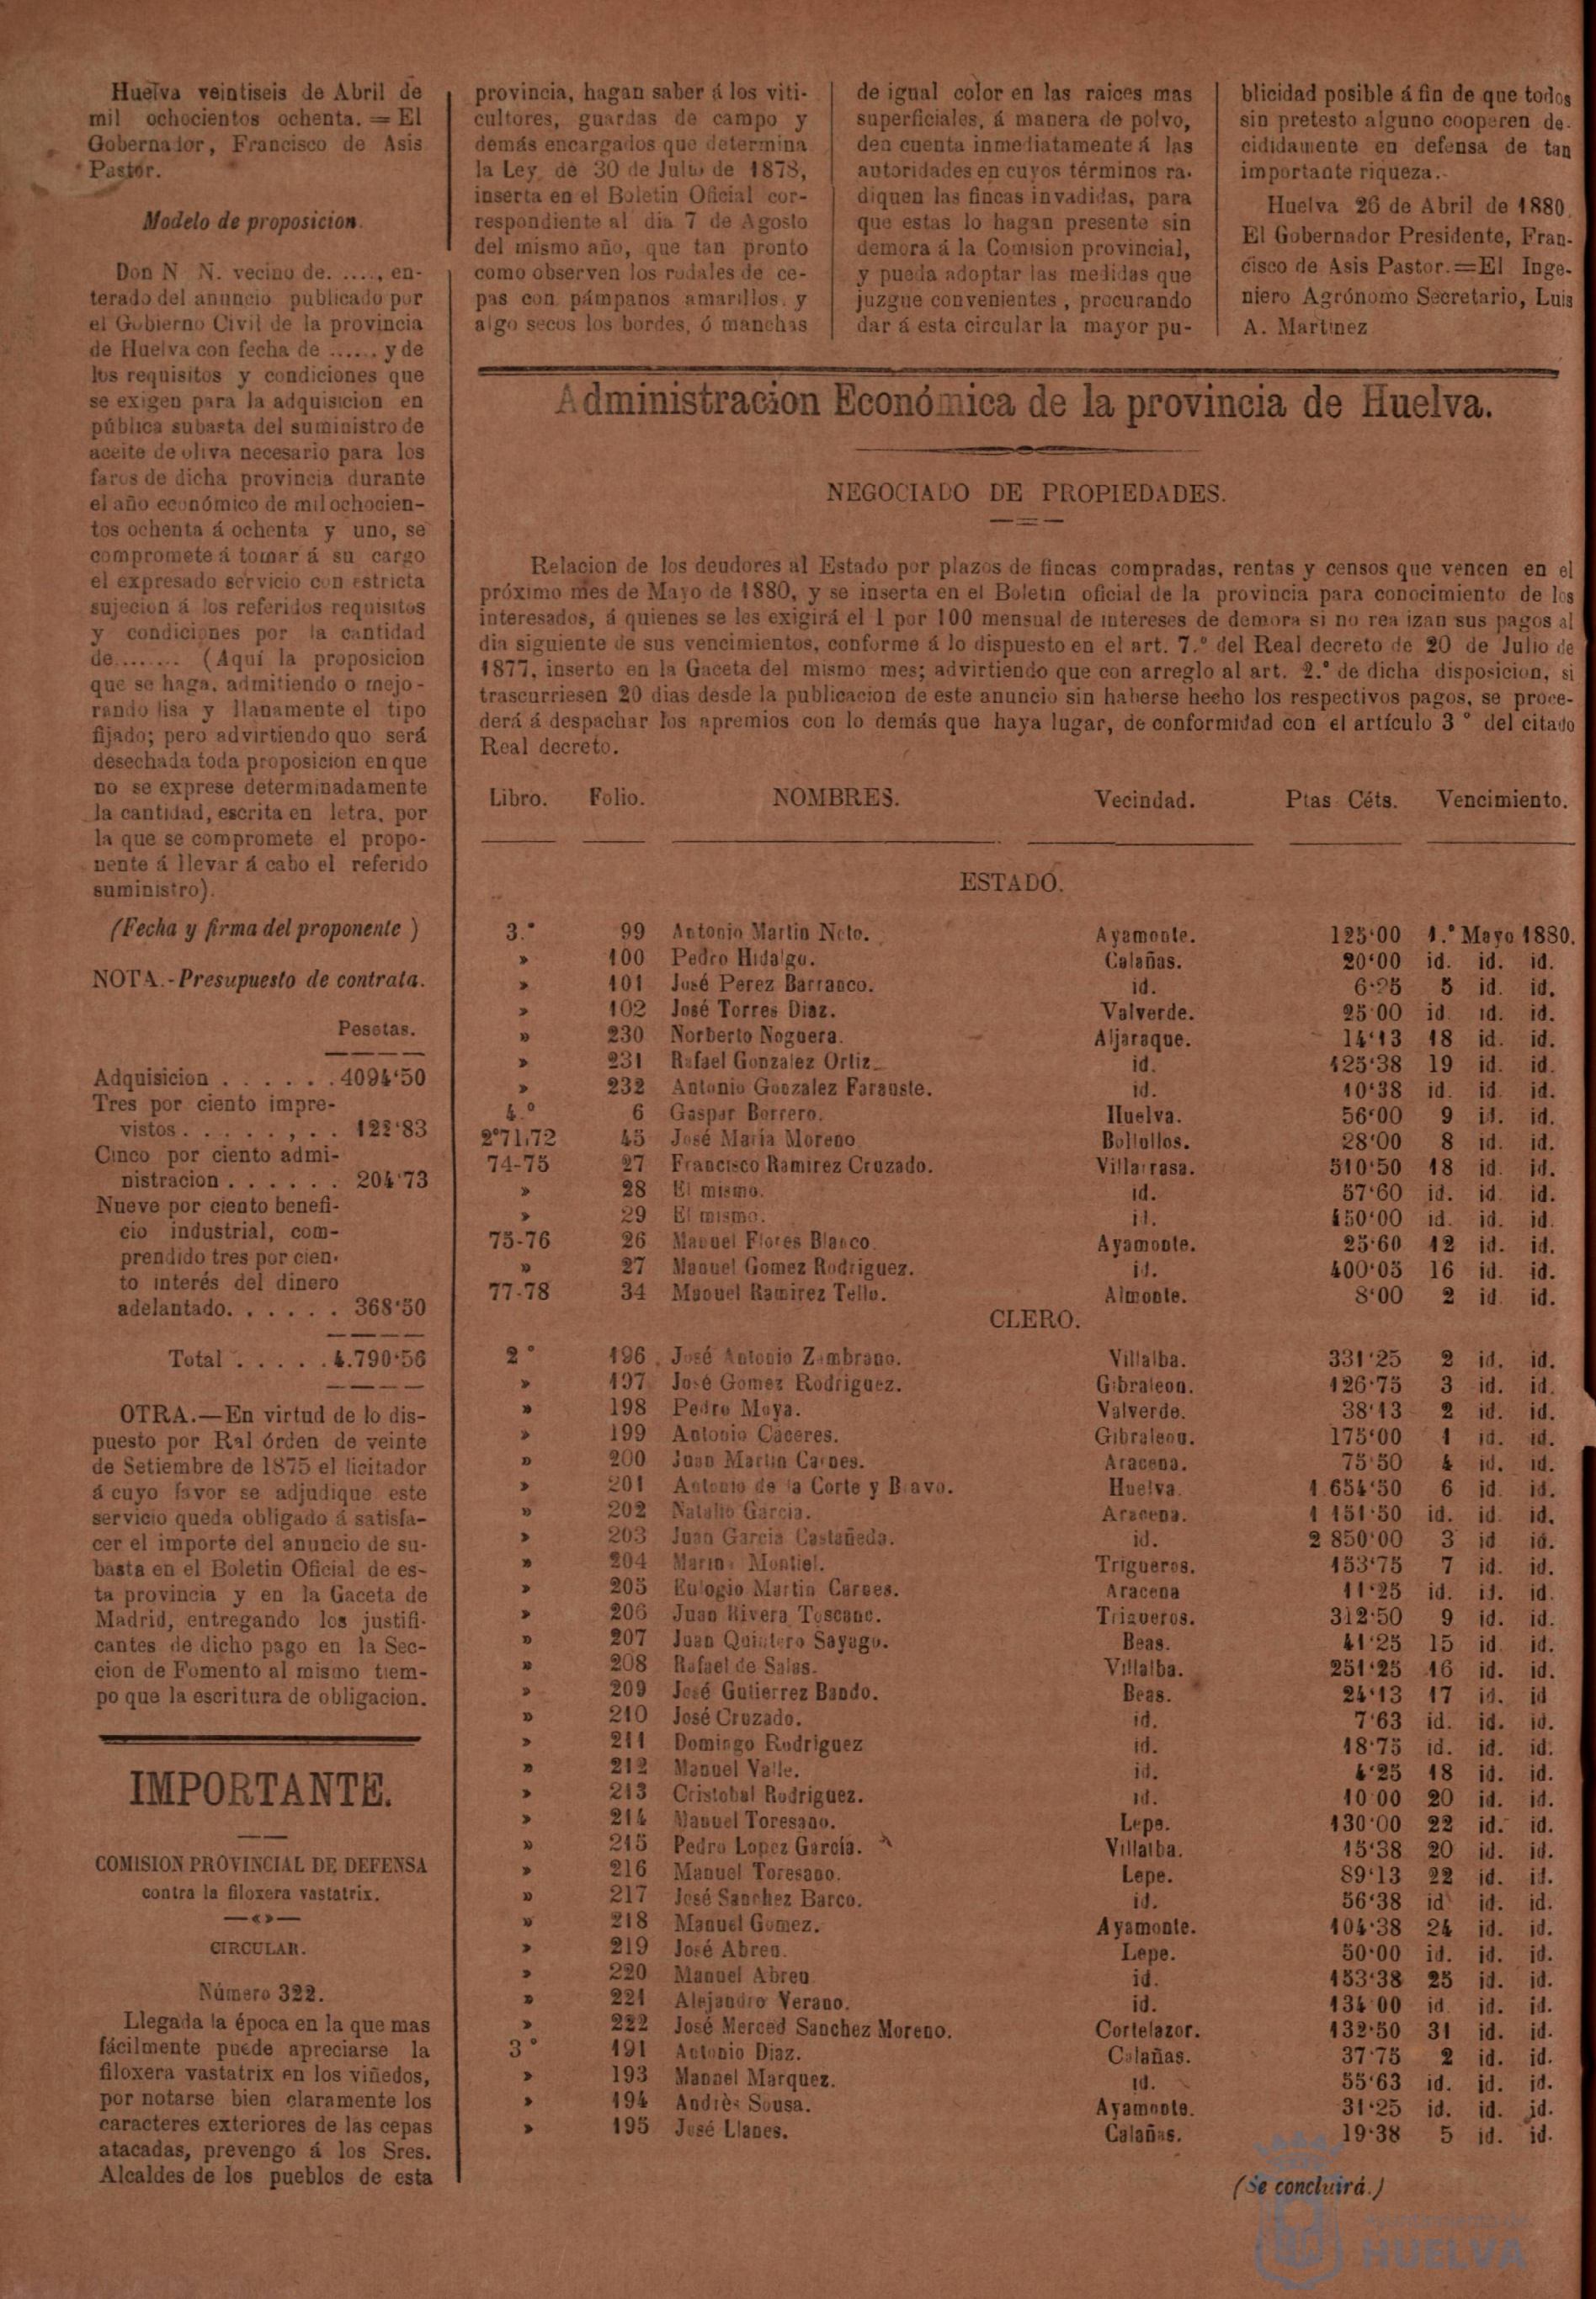 Huelva veintiseis de Abril de
mil ochocientos ochenta. = El
Gobernador, Francisco de Asis
Pastor.
Modelo de proposicion.
Don N N. vecino de. ...., en-
terado del anuncio publicado por
el Gobierno Civil de la provincia
de Huelva con fecha de ...... y de
los requisitos y condiciones que
se exigen para la adquisicion en
pública subasta del suministro de
aceite de oliva necesario para los
faros de dicha provincia durante
el año económico de mil ochocien-
tos ochenta á ochenta y uno, se
compromete á tomar á su cargo
el expresado servicio con estricta
sujecion á los referidos requisitos
y condiciones por la cantidad
de........ (Aqui la proposicion
que se haga, admitiendo o mejo-
rando lisa y llanamente el tipo
fijado; pero advirtiendo quo será
desechada toda proposicion en que
no se exprese determinadamente
la cantidad, escrita en letra, por
la que se compromete el propo-
nente á llevar á cabo el referido
suministro).
(Fecha y firma del proponente )
NOTA.-Presupuesto de contrata.
Pesetas.
Adquisicion . . . . . . . 4094'50
Tres por ciento impre-
vistos . . . . . , . . 122'83
Cinco por ciento admi-
nistracion . . . . . . 204'73
Nueve por ciento benefi-
cio industrial, com-
prendido tres por cien-
to interés del dinero
adelantado. . . . . . 368'50
Total . . . . . 4.790'56
OTRA.—En virtud de lo dis-
puesto por Ral órden de veinte
de Setiembre de 1875 el licitador
á cuyo favor se adjudique este
servicio queda obligado á satisfa-
cer el importe del anuncio de su-
basta en el Boletin Oficial de es-
ta provincia y en la Gaceta de
Madrid, entregando los justifi-
cantes de dicho pago en la Sec-
cion de Fomento al mismo tiem-
po que la escritura de obligacion.
IMPORTANTE.
COMISION PROVINCIAL DE DEFENSA
contra la filoxera vastatrix.
CIRCULAR.
Número 322.
Llegada la época en la que mas
fácilmente puede apreciarse la
filoxera vastatrix en los viñedos,
por notarse bien claramente los
caracteres exteriores de las cepas
atacadas, prevengo á los Sres.
Alcaldes de los pueblos de esta
provincia, hagan saber á los viti-
cultores, guardas de campo y
demás encargados que determina
la Ley de 30 de Julio de 1878,
inserta en el Boletin Oficial cor-
respondiente al dia 7 de Agosto
del mismo año, que tan pronto
como observen los rodales de ce-
pas con pámpanos amarillos y
algo secos los bordes, ó manchas
de igual color en las raices mas
superficiales, á manera de polvo,
den cuenta inmediatamente á las
autoridades en cuyos términos ra-
diquen las fincas invadidas, para
que estas lo hagan presente sin
demora á la Comision provincial,
y pueda adoptar las medidas que
juzgue convenientes , procurando
dar á esta circular la mayor pu-
blicidad posible á fin de que todos
sin pretesto alguno cooperen de-
cididamente en defensa de tan
importante riqueza.
Huelva 26 de Abril de 1880.
El Gobernador Presidente, Fran-
cisco de Asis Pastor.=El Inge-
niero Agrónomo Secretario, Luis
A. Martinez
Administracion Económica de la provincia de Huelva.
NEGOCIADO DE PROPIEDADES.
Relacion de los deudores al Estado por plazos de fincas compradas, rentas y censos que vencen en el
próximo mes de Mayo de 1880, y se inserta en el Boletin oficial de la provincia para conocimiento de los
interesados, á quienes se les exigirá el 1 por 100 mensual de intereses de demora si no rea izan sus pagos al
dia siguiente de sus vencimientos, conforme á lo dispuesto en el art. 7.º del Real decreto de 20 de Julio de
1877, inserto en la Gaceta del mismo mes; advirtiendo que con arreglo al art. 2.º de dicha disposicion, si
trascurriesen 20 dias desde la publicacion de este anuncio sin haberse hecho los respectivos pagos, se proce-
derá á despachar los apremios con lo demás que haya lugar, de conformidad con el artículo 3 º del citado
Real decreto.
Libro. Folio. NOMBRES. Vecindad. Ptas Céts. Vencimiento.
ESTADO.
3.º 99 Antonio Martin Neto. Ayamonte. 125'00 1.º Mayo 1880.
» 100 Pedro Hidalgo. Calañas. 20'00 id. id. id.
» 101 José Perez Barranco. id. 6'25 5 id. id.
» 102 José Torres Diaz. Valverde. 25'00 id. id. id.
» 230 Norberto Noguera. Aljaraque. 14'13 18 id. id.
» 231 Rafael Gonzalez Ortiz. id. 125'38 19 id. id.
» 232 Antonio Gonzalez Farauste. id. 10'38 id. id. id.
4.º 6 Gaspar Borrero. Huelva. 56'00 9 id. id.
2º71,72 45 José Maria Moreno Bollullos. 28'00 8 id. id.
74-75 27 Francisco Ramirez Cruzado. Villarrasa. 510'50 18 id. id.
» 28 El mismo. id. 57'60 id. id. id.
» 29 El mismo. id. 450'00 id. id. id.
75-76 26 Manuel Flores Blanco. Ayamonte. 25'60 12 id. id.
» 27 Manuel Gomez Rodriguez. id. 400'05 16 id. id.
77-78 34 Manuel Ramirez Tello. Almonte. 8'00 2 id. id.
CLERO.
2 º 196 José Antonio Zambrano. Villalba. 331'25 2 id. id.
» 197 José Gomez Rodriguez. Gibraleon. 126'75 3 id. id.
» 198 Pedro Moya. Valverde. 38'13 2 id. id.
» 199 Antonio Cáceres. Gibraleon. 175'00 1 id. id.
» 200 Juan Martin Carnes. Aracena. 75'50 4 id. id.
» 201 Antonio de la Corte y Bravo. Huelva. 1.654'50 6 id. id.
» 202 Natalio Garcia. Aracena. 1 151'50 id. id. id.
» 203 Juan Garcia Castañeda. id. 2 850'00 3 id id.
» 204 Montiel. Trigueros. 153'75 7 id. id.
» 205 Eulogio Martin Carnes. Aracena 11'25 id. id. id.
» 206 Juan Rivera Toscano. Trigueros. 312'50 9 id. id.
» 207 Juan Quintero Sayago. Beas. 41'25 15 id. id.
» 208 Rafael de Salas. Villalba. 251'25 16 id. id.
» 209 José Gutierrez Bando. Beas. 24'13 17 id. id
» 210 José Cruzado. id. 7'63 id. id. id.
» 211 Domingo Rodriguez id. 18'75 id. id. id.
» 212 Manuel Valle. id. 4'25 18 id. id.
» 213 Cristobal Rodriguez. id. 10'00 20 id. id.
» 214 Manuel Toresano. Lepe. 130'00 22 id. id.
» 215 Pedro Lopez García. Villalba. 15'38 20 id. id.
» 216 Manuel Toresano. Lepe. 89'13 22 id. id.
» 217 José Sanchez Barco. id. 56'38 id id. id.
» 218 Manuel Gomez. Ayamonte. 104'38 24 id. id.
» 219 José Abreu. Lepe. 50'00 id. id. id.
» 220 Manuel Abreu. id. 153'38 25 id. id.
» 221 Alejandro Verano. id. 134'00 id. id. id.
» 222 José Merced Sanchez Moreno. Cortelazor. 132'50 31 id. id.
3 º 191 Antonio Diaz. Calañas. 37'75 2 id. id.
» 193 Manuel Marquez. id. 55'63 id. id. id.
» 194 Andrès Sousa. Ayamonte. 31'25 id. id. id.
» 195 José Llanes. Calañas. 19'38 5 id. id.
(Se concluirá.)
HUELVA